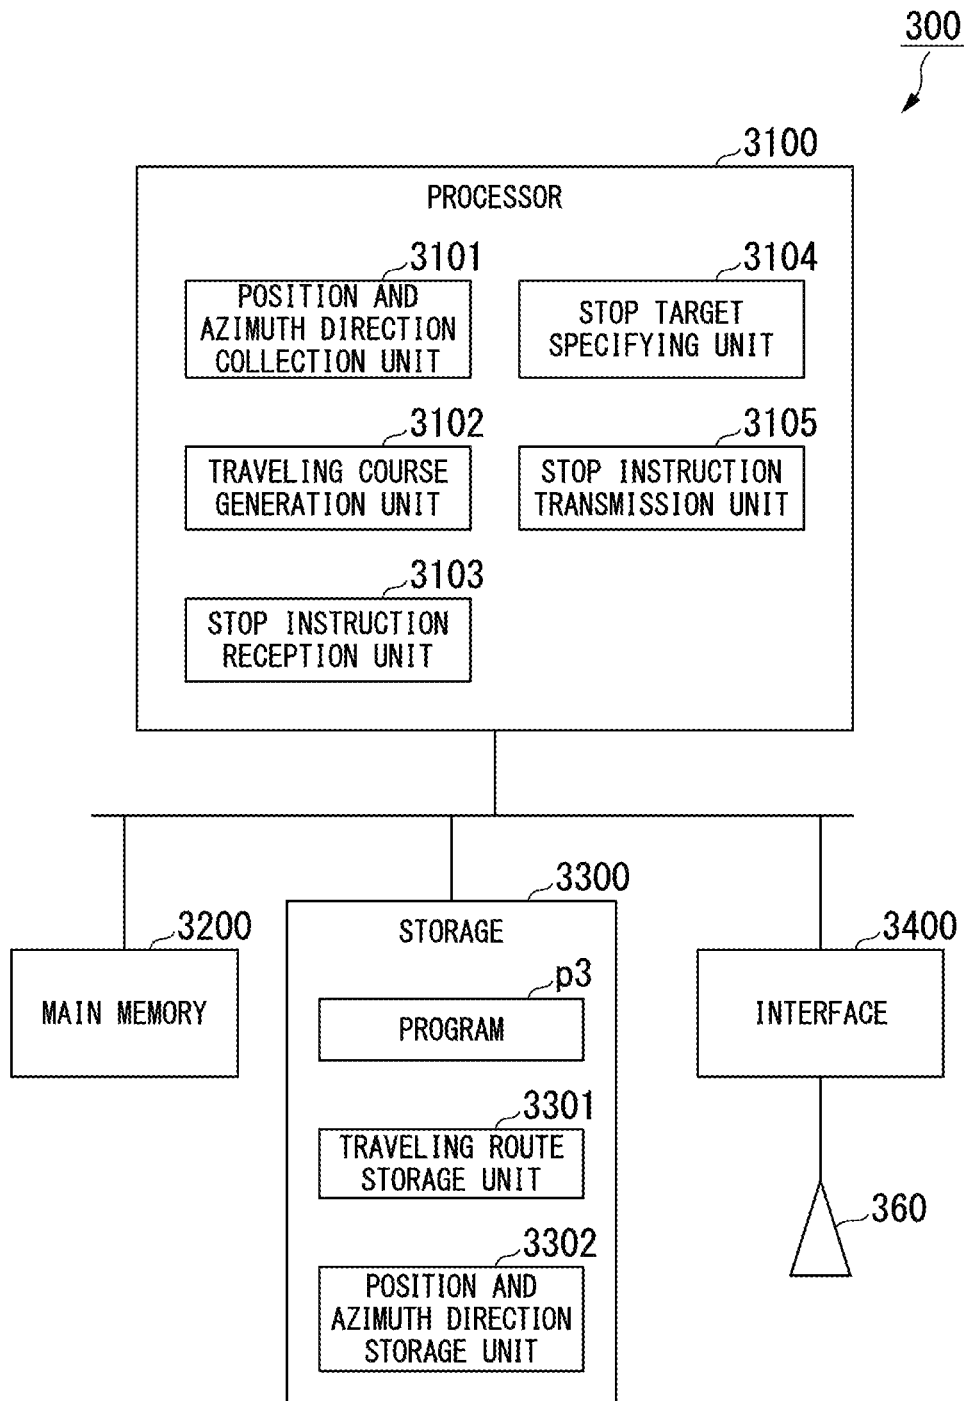 300
3100
PROCESSOR
3101
POSITION AND
AZIMUTH DIRECTION
COLLECTION UNIT
3104
STOP TARGET
SPECIFYING UNIT
3102
TRAVELING COURSE
GENERATION UNIT
3105
STOP INSTRUCTION
TRANSMISSION UNIT
3103
STOP INSTRUCTION
RECEPTION UNIT
3200
MAIN MEMORY
3300
STORAGE
p3
PROGRAM
3301
TRAVELING ROUTE
STORAGE UNIT
3302
POSITION AND
AZIMUTH DIRECTION
STORAGE UNIT
3400
INTERFACE
360